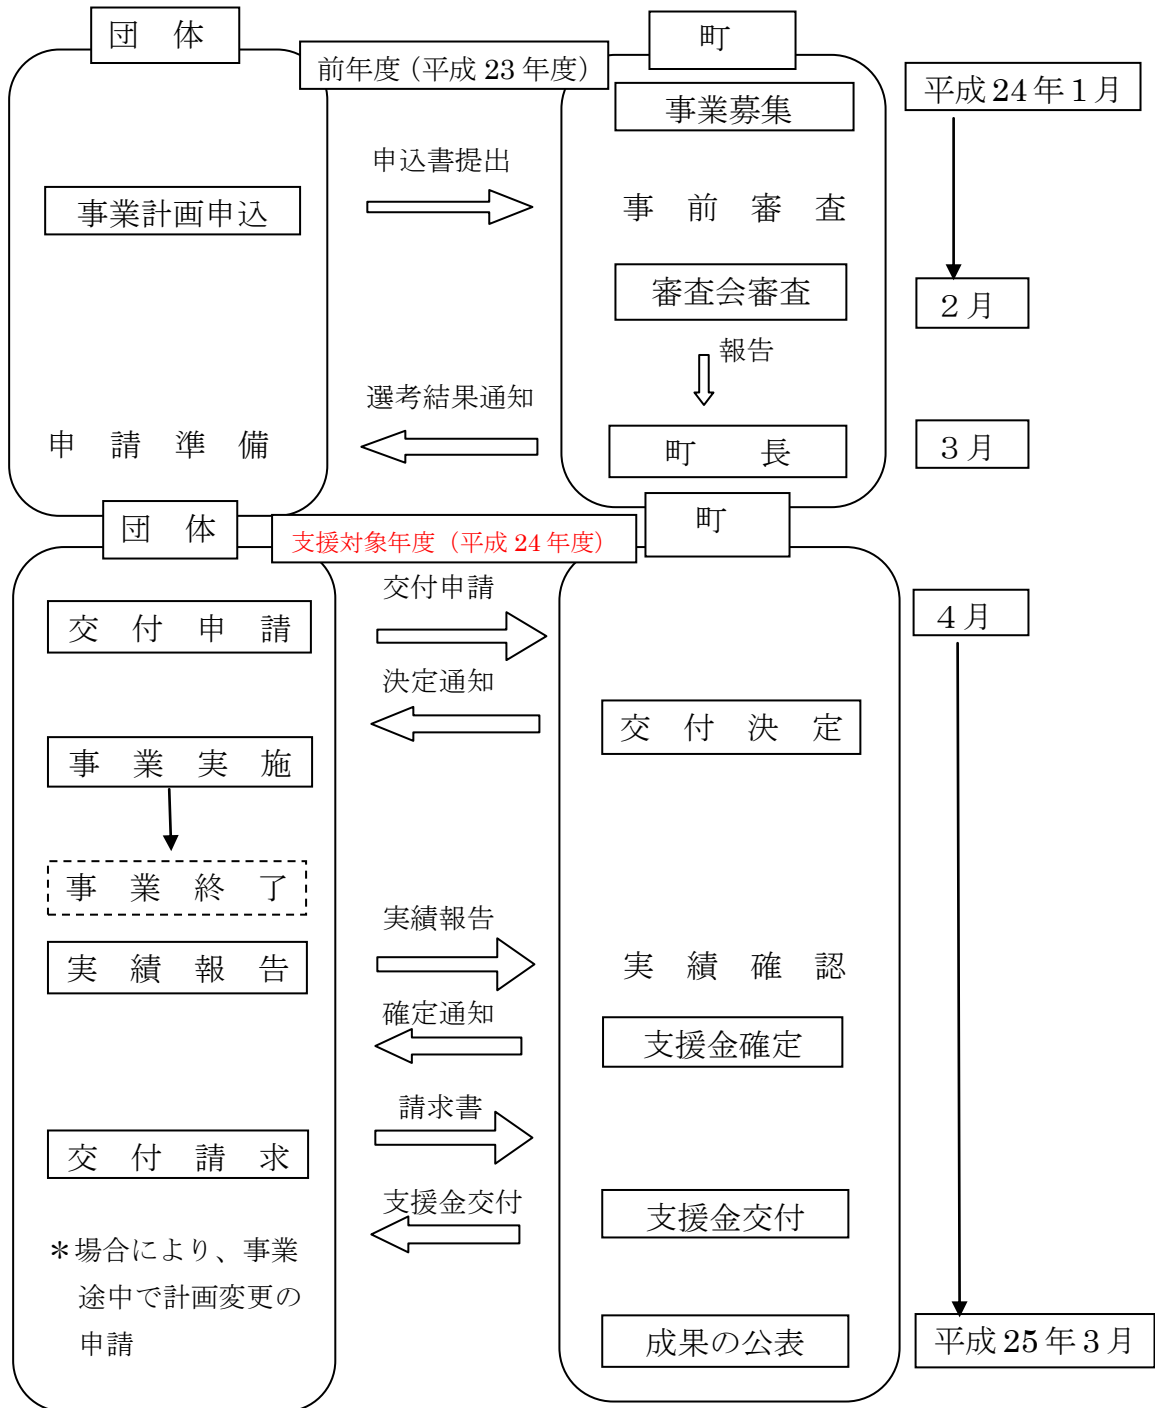 団　体
町
前年度（平成 23 年度）
平成 24 年 1 月
事業募集
申込書提出
事業計画申込
事　前　審　査
審査会審査
２月
報告
選考結果通知
申　請　準　備
町　　長
３月
団　体
町
支援対象年度（平成 24 年度）
交付申請
４月
交　付　申　請
決定通知
交　付　決　定
事　業　実　施
事　業　終　了
実績報告
実　績　報　告
実　績　確　認
確定通知
支援金確定
請求書
交　付　請　求
支援金交付
支援金交付
＊場合により、事業
途中で計画変更の
申請
成果の公表
平成 25 年 3 月